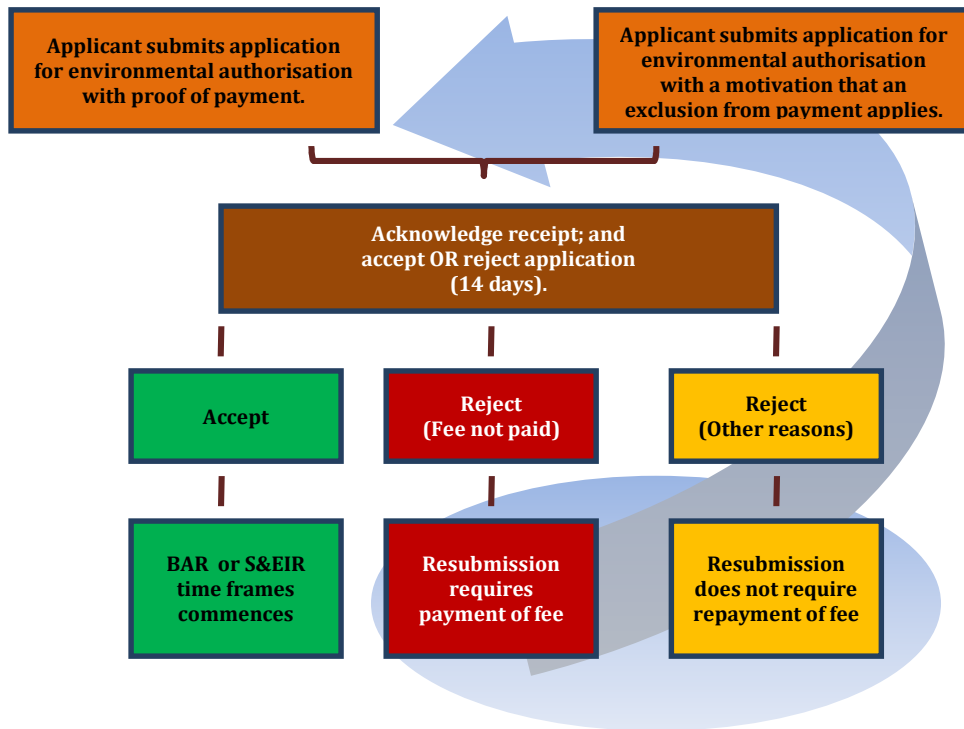 Applicant submits application
for environmental authorisation
with proof of payment.
Applicant submits application for
environmental authorisation
with a motivation that an
exclusion from payment applies.
Acknowledge receipt; and
accept OR reject application
(14 days).
Accept
Reject
(Fee not paid)
Reject
(Other reasons)
BAR or S&EIR
time frames
commences
Resubmission
requires
payment of fee
Resubmission
does not require
repayment of fee